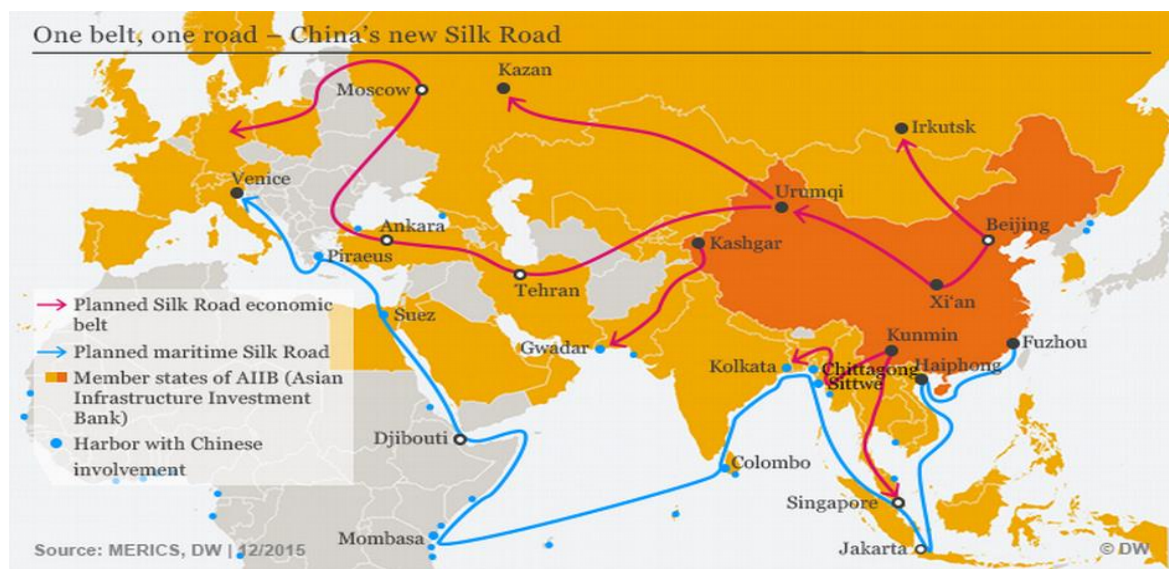 One belt, one road – China's new Silk Road
Kazan
Moscow
Irkutsk
Venice
Urumqi
Ankara
Beijing
Kashgar
Piraeus
Tehran
Xi'an
Planned Silk Road economic
belt
Suez
Kunmin
Fuzhou
Gwadar
Planned maritime Silk Road
Kolkata
Chittagong
Haiphong
Sittwe
Member states of AIIB (Asian
Infrastructure Investment
Bank)
Djibouti
Harbor with Chinese
involvement
Colombo
Singapore
Mombasa
Jakarta
Source: MERICS, DW | 12/2015
© DW